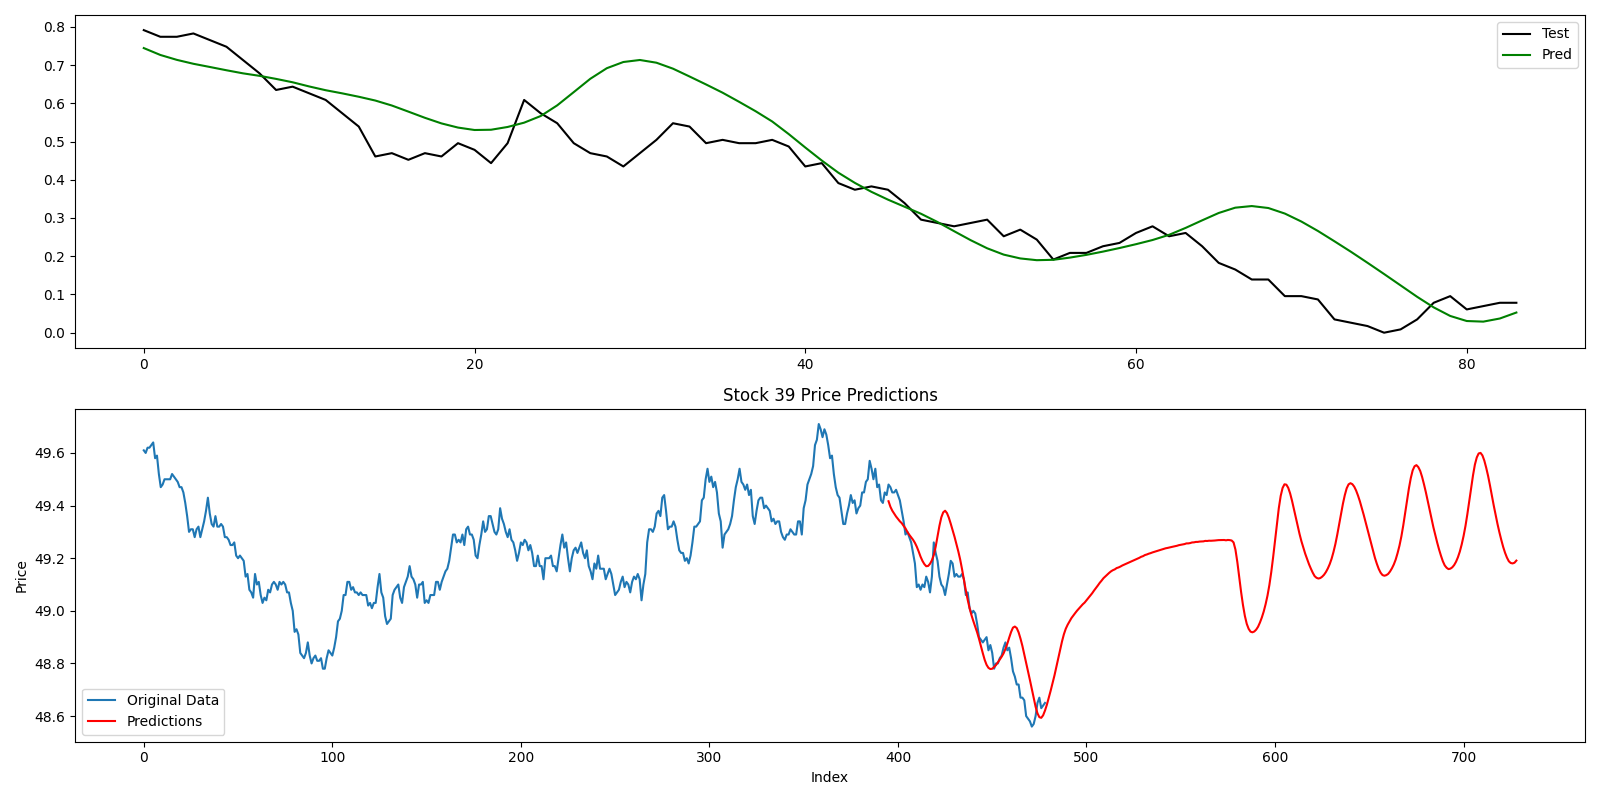 0.8
0.7
0.6
0.5
0.4
0.3
0.2
0.1
0.0
Test
Pred
0 20 40 60 80
Stock 39 Price Predictions
Price
49.6
49.4
49.2
49.0
48.8
48.6
Original Data
Predictions
0 100 200 300 400 500 600 700
Index